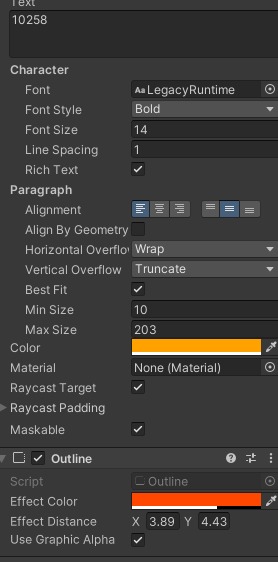 Text
10258
Character
Font Aa LegacyRuntime
Font Style Bold
Font Size 14
Line Spacing 1
Rich Text
Paragraph
Alignment
Align By Geometry
Horizontal Overflo Wrap
Vertical Overflow Truncate
Best Fit
Min Size 10
Max Size 203
Color
Material None (Material)
Raycast Target
Raycast Padding
Maskable
Outline
Script Outline
Effect Color
Effect Distance X 3.89 Y 4.43
Use Graphic Alpha